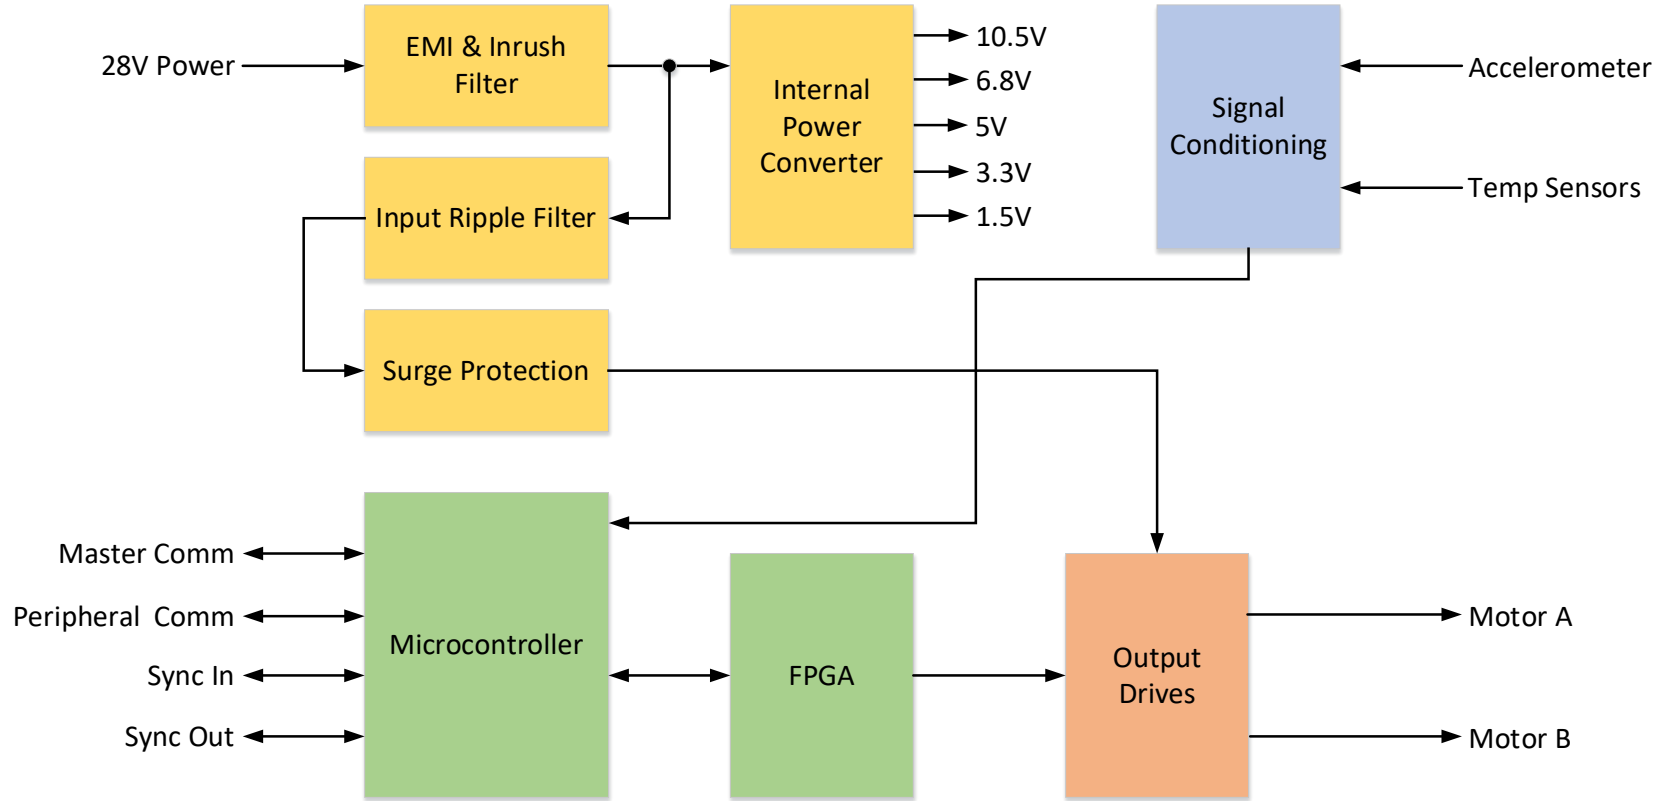 28V Power
EMI & Inrush
Filter
Internal
Power
Converter
10.5V
6.8V
5V
3.3V
1.5V
Signal
Conditioning
Accelerometer
Temp Sensors
Input Ripple Filter
Surge Protection
Master Comm
Peripheral  Comm
Sync In
Sync Out
Microcontroller
FPGA
Output
Drives
Motor A
Motor B